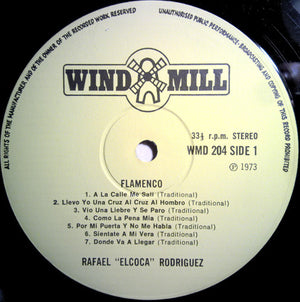 ALL RIGHTS OF THE MANUFACTURER AND OF THE OWNER OF THE RECORDED WORK RESERVED
UNAUTHORISED PUBLIC PERFORMANCE, BROADCASTING AND COPYING OF THIS RECORD PROHIBITED
WIND MILL
33⅓ r.p.m. STEREO
WMD 204 SIDE 1
Ⓟ 1973
FLAMENCO
1. A La Calle Me Sali (Traditional)
2. Llevo Yo Una Cruz Al Cruz Al Hombro (Traditional)
3. Vio Una Liebre Y Se Paro (Traditional)
4. Como La Pena Mia (Traditional)
5. Por Mi Puerta Y No Me Habla (Traditional)
6. Sientate A Mi Vera (Traditional)
7. Donde Va A Llegar (Traditional)
RAFAEL "ELCOCA" RODRIGUEZ